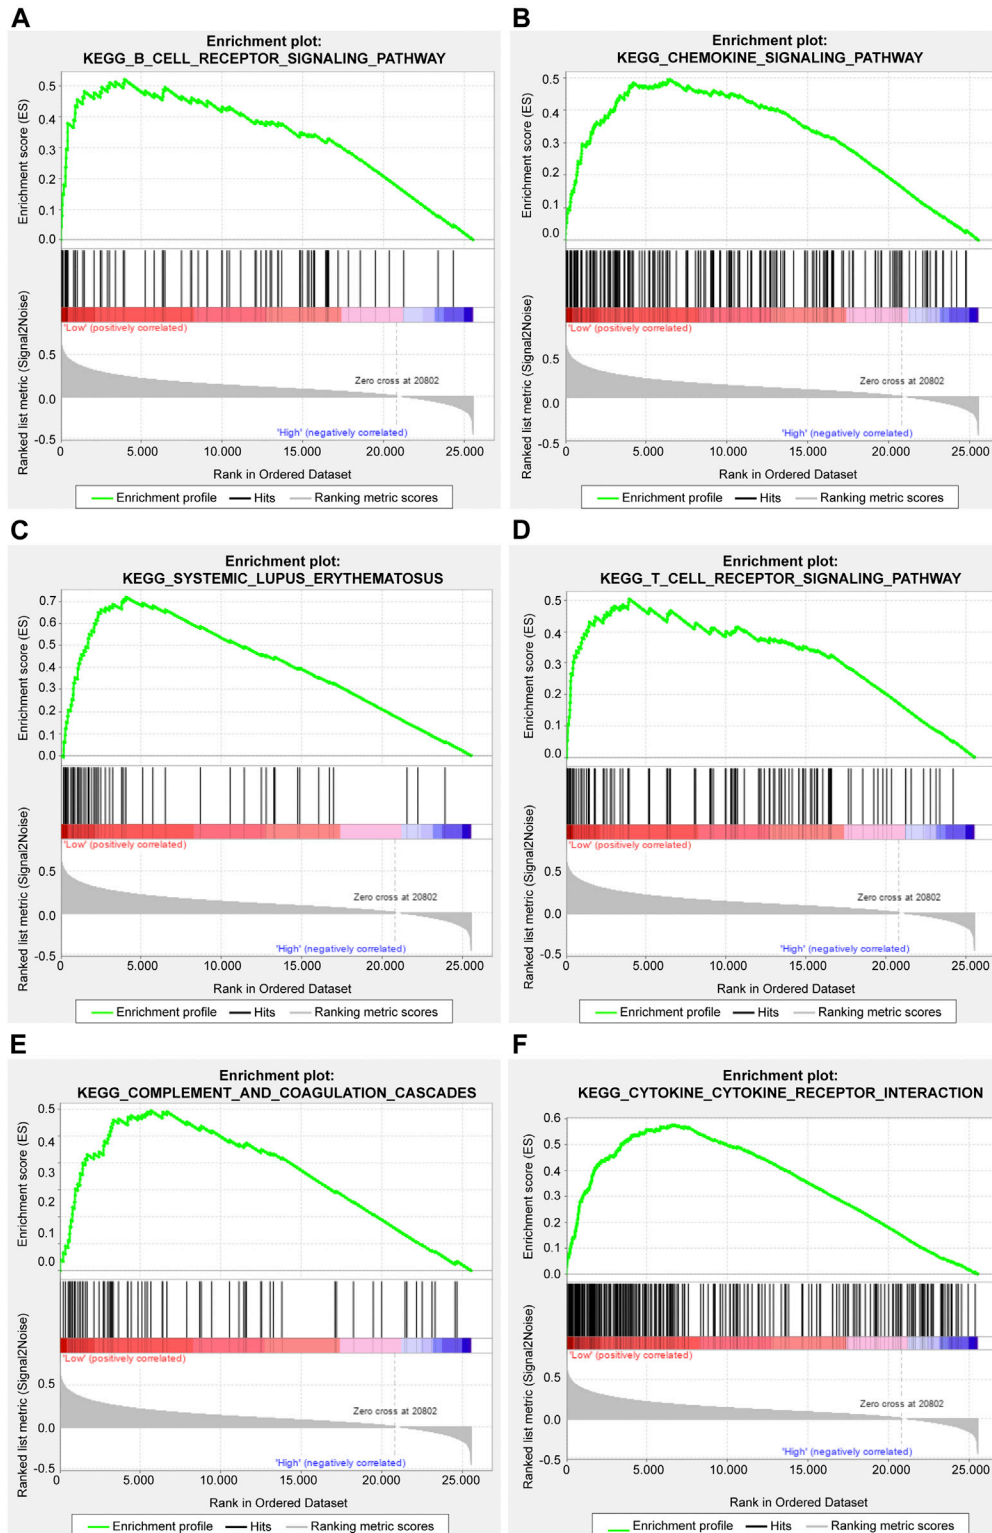 A
Enrichment plot:
KEGG_B_CELL_RECEPTOR_SIGNALING_PATHWAY
Enrichment score (ES)
0.5
0.4
0.3
0.2
0.1
0.0
'Low' (positively correlated)
Ranked list metric (Signal2Noise)
0.5
0.0
-0.5
Zero cross at 20802
'High' (negatively correlated)
0 5.000 10.000 15.000 20.000 25.000
Rank in Ordered Dataset
Enrichment profile Hits Ranking metric scores
B
Enrichment plot:
KEGG_CHEMOKINE_SIGNALING_PATHWAY
Enrichment score (ES)
0.5
0.4
0.3
0.2
0.1
0.0
'Low' (positively correlated)
Ranked list metric (Signal2Noise)
0.5
0.0
-0.5
Zero cross at 20802
'High' (negatively correlated)
0 5.000 10.000 15.000 20.000 25.000
Rank in Ordered Dataset
Enrichment profile Hits Ranking metric scores
C
Enrichment plot:
KEGG_SYSTEMIC_LUPUS_ERYTHEMATOSUS
Enrichment score (ES)
0.7
0.6
0.5
0.4
0.3
0.2
0.1
0.0
'Low' (positively correlated)
Ranked list metric (Signal2Noise)
0.5
0.0
-0.5
Zero cross at 20802
'High' (negatively correlated)
0 5.000 10.000 15.000 20.000 25.000
Rank in Ordered Dataset
Enrichment profile Hits Ranking metric scores
D
Enrichment plot:
KEGG_T_CELL_RECEPTOR_SIGNALING_PATHWAY
Enrichment score (ES)
0.5
0.4
0.3
0.2
0.1
0.0
'Low' (positively correlated)
Ranked list metric (Signal2Noise)
0.5
0.0
-0.5
Zero cross at 20802
'High' (negatively correlated)
0 5.000 10.000 15.000 20.000 25.000
Rank in Ordered Dataset
Enrichment profile Hits Ranking metric scores
E
Enrichment plot:
KEGG_COMPLEMENT_AND_COAGULATION_CASCADES
Enrichment score (ES)
0.5
0.4
0.3
0.2
0.1
0.0
'Low' (positively correlated)
Ranked list metric (Signal2Noise)
0.5
0.0
-0.5
Zero cross at 20802
'High' (negatively correlated)
0 5.000 10.000 15.000 20.000 25.000
Rank in Ordered Dataset
Enrichment profile Hits Ranking metric scores
F
Enrichment plot:
KEGG_CYTOKINE_CYTOKINE_RECEPTOR_INTERACTION
Enrichment score (ES)
0.6
0.5
0.4
0.3
0.2
0.1
0.0
'Low' (positively correlated)
Ranked list metric (Signal2Noise)
0.5
0.0
-0.5
Zero cross at 20802
'High' (negatively correlated)
0 5.000 10.000 15.000 20.000 25.000
Rank in Ordered Dataset
Enrichment profile Hits Ranking metric scores